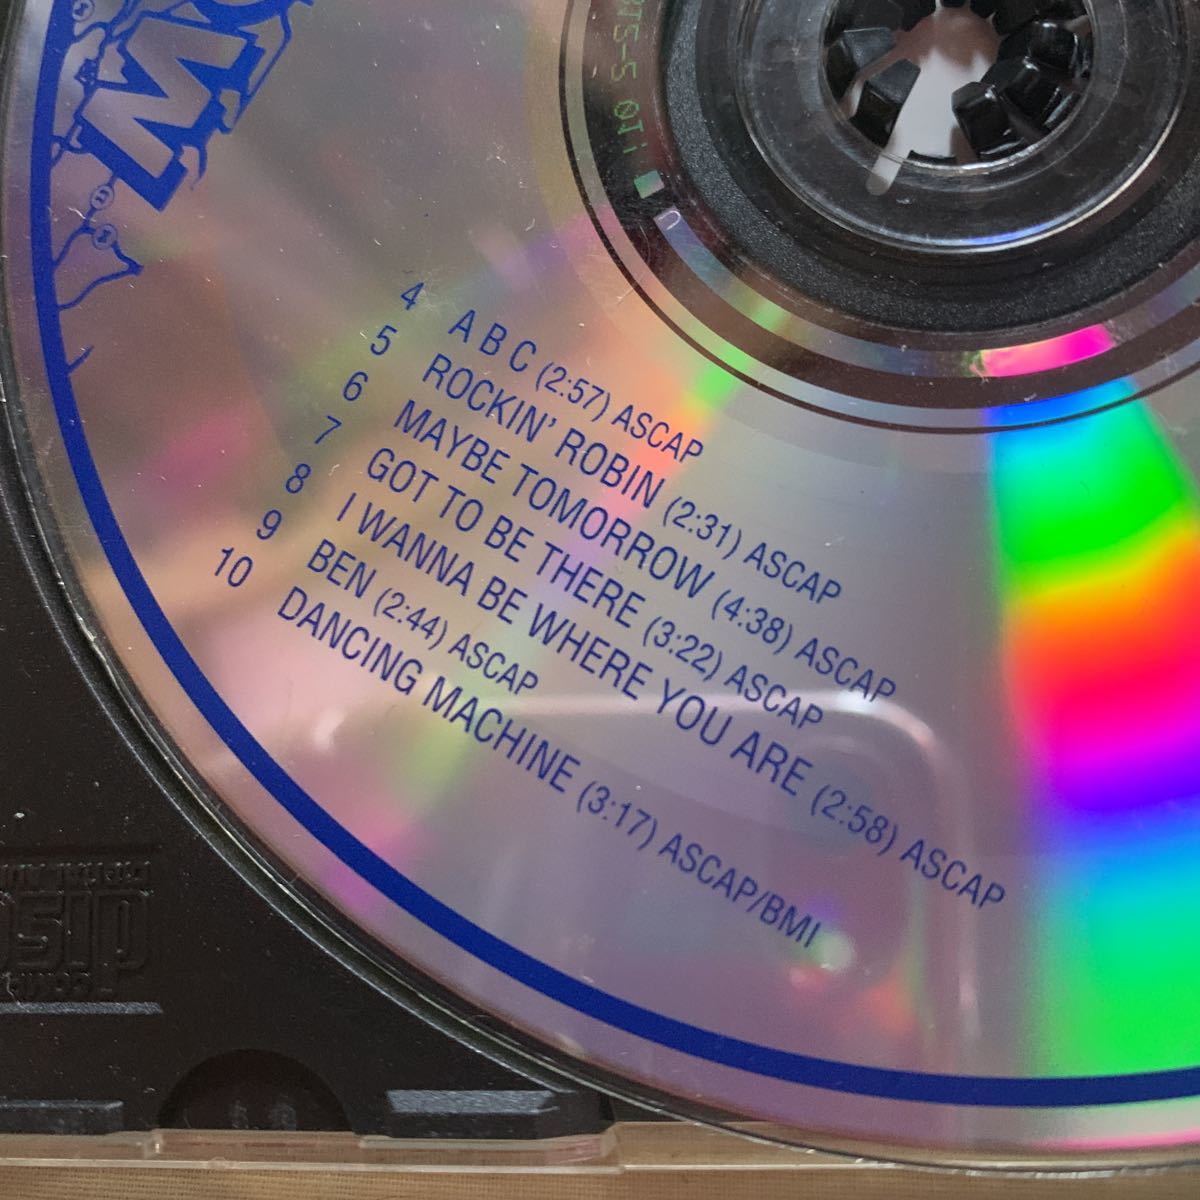 4 A B C (2:57) ASCAP
5 ROCKIN' ROBIN (2:31) ASCAP
6 MAYBE TOMORROW (4:38) ASCAP
7 GOT TO BE THERE (3:22) ASCAP
8 I WANNA BE WHERE YOU ARE (2:58) ASCAP
9 BEN (2:44) ASCAP
10 DANCING MACHINE (3:17) ASCAP/BMI